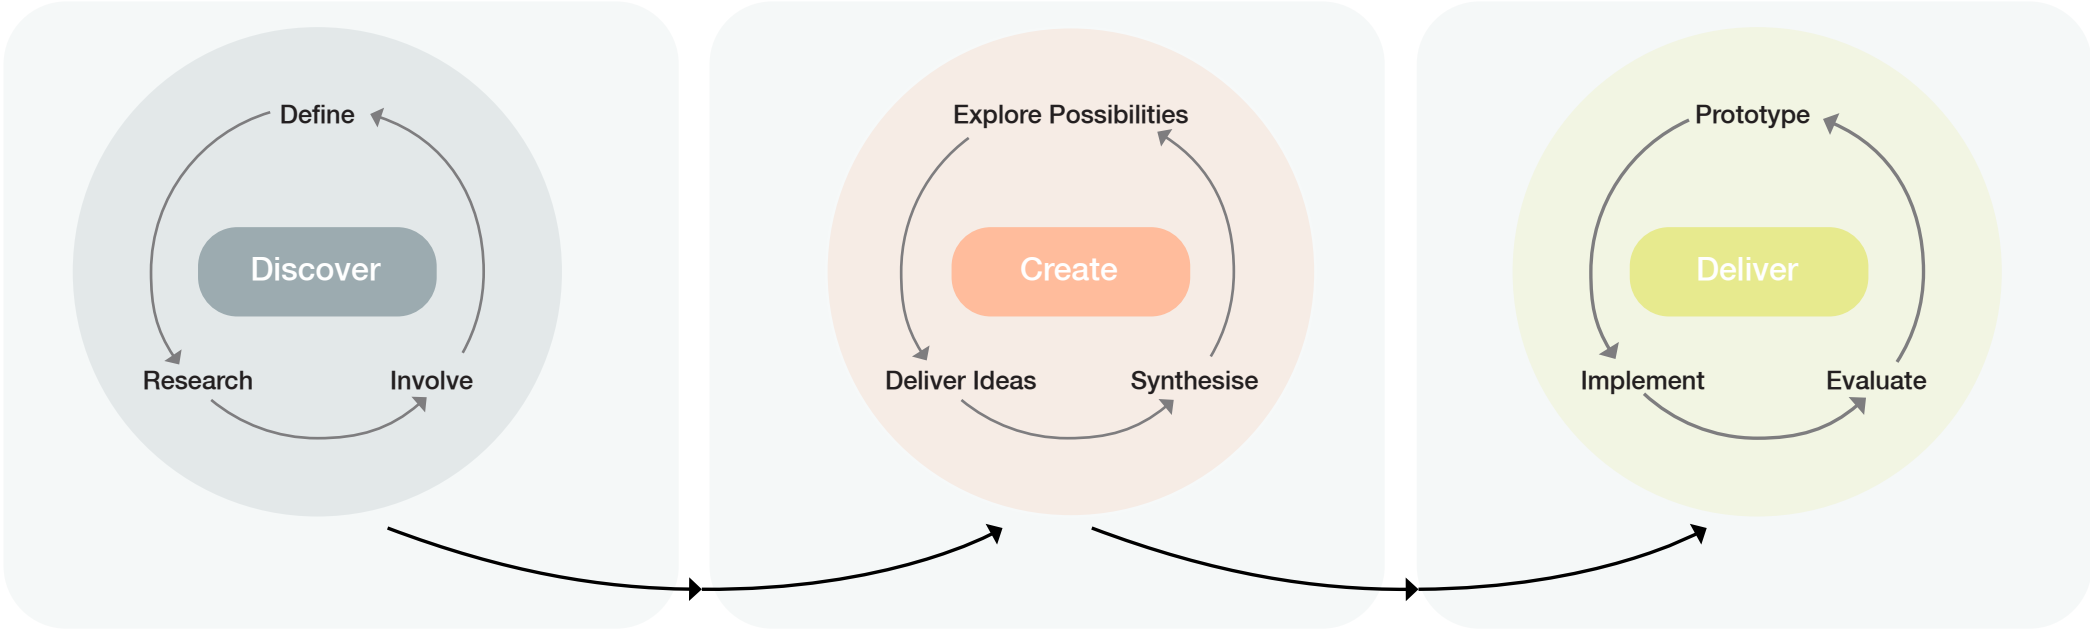 Define
Discover
Research
Involve
Explore Possibilities
Create
Deliver Ideas
Synthesise
Prototype
Deliver
Implement
Evaluate